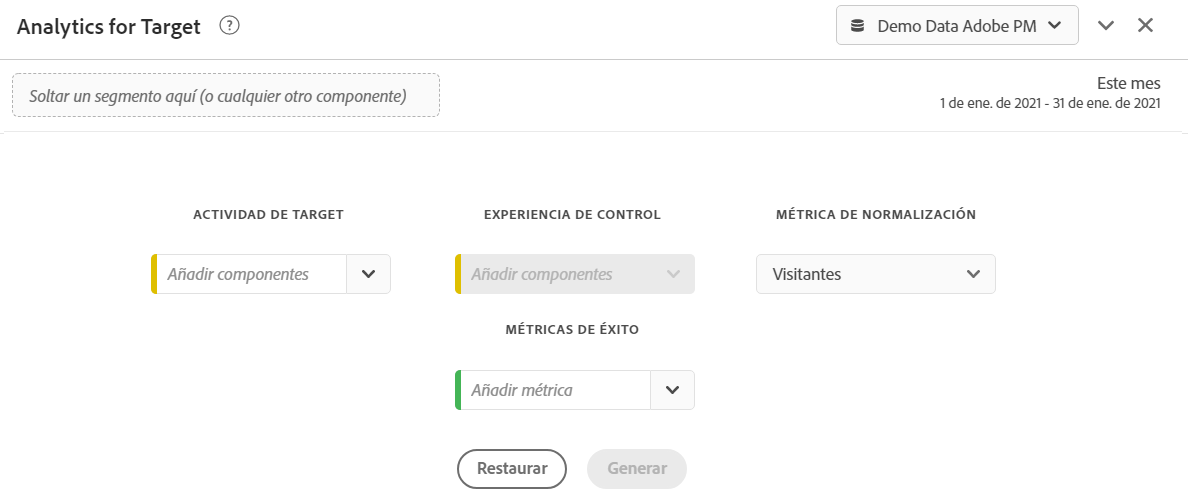 Analytics for Target ?
Demo Data Adobe PM
Soltar un segmento aquí (o cualquier otro componente)
Este mes
1 de ene. de 2021 - 31 de ene. de 2021
ACTIVIDAD DE TARGET
EXPERIENCIA DE CONTROL
MÉTRICA DE NORMALIZACIÓN
Añadir componentes
Añadir componentes
Visitantes
MÉTRICAS DE ÉXITO
Añadir métrica
Restaurar
Generar